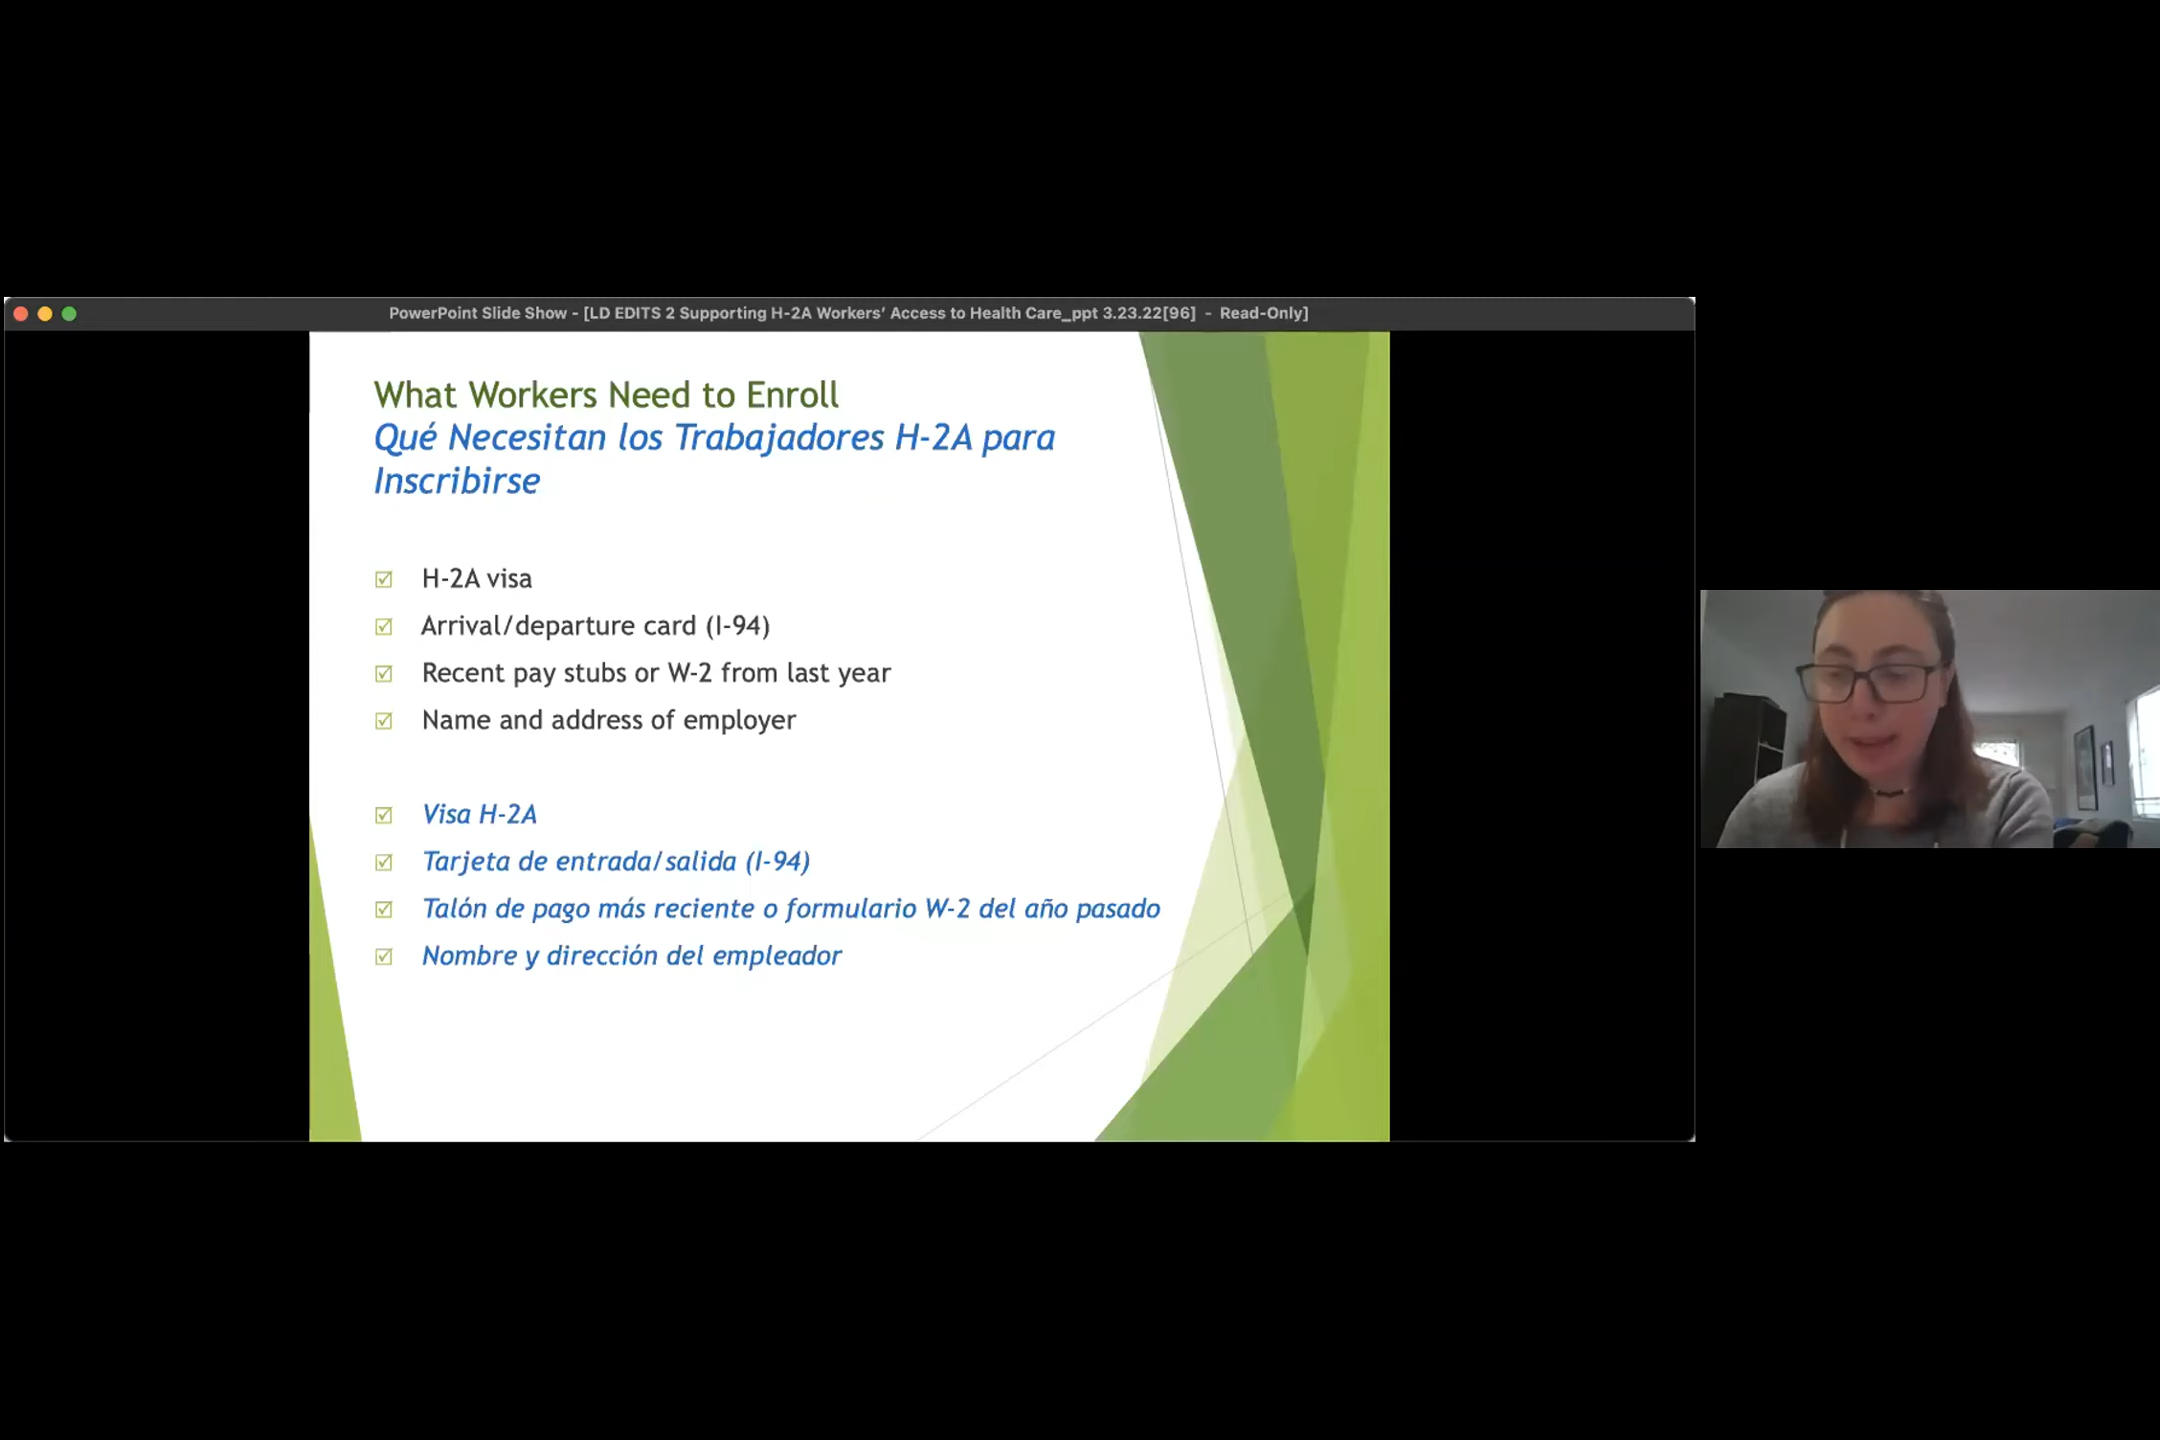 PowerPoint Slide Show - [LD EDITS 2 Supporting H-2A Workers’ Access to Health Care_ppt 3.23.22[96] - Read-Only]
What Workers Need to Enroll
Qué Necesitan los Trabajadores H-2A para
Inscribirse
H-2A visa
Arrival/departure card (I-94)
Recent pay stubs or W-2 from last year
Name and address of employer
Visa H-2A
Tarjeta de entrada/salida (I-94)
Talón de pago más reciente o formulario W-2 del año pasado
Nombre y dirección del empleador